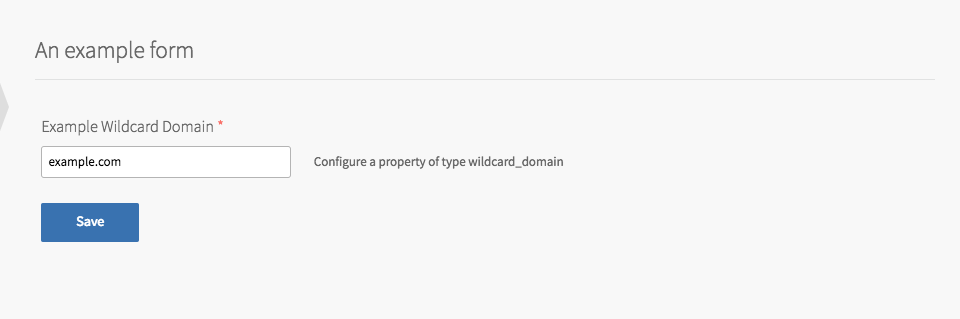 An example form
Example Wildcard Domain *
example.com
Configure a property of type wildcard_domain
Save